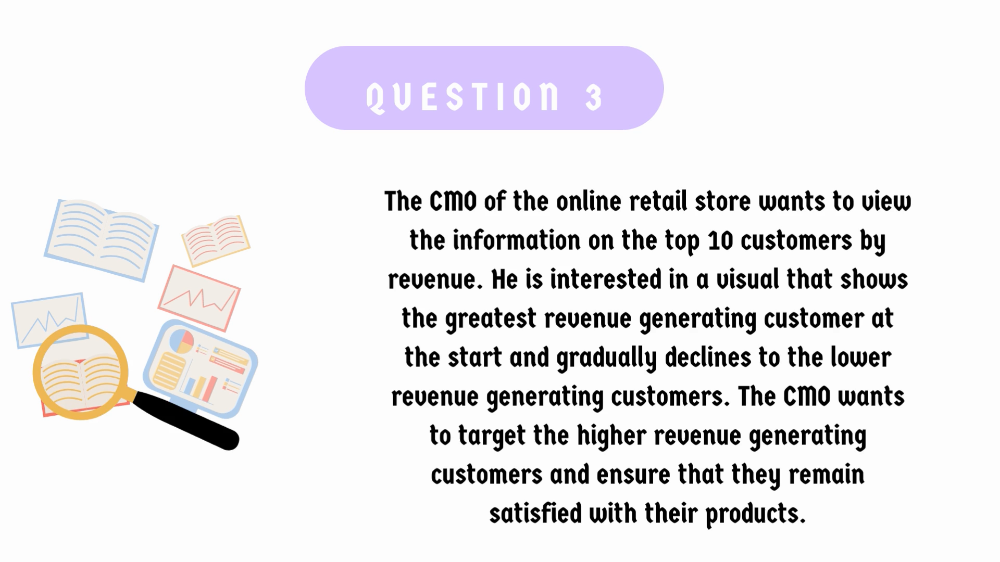 QUESTION 3
The CMO of the online retail store wants to view
the information on the top 10 customers by
revenue. He is interested in a visual that shows
the greatest revenue generating customer at
the start and gradually declines to the lower
revenue generating customers. The CMO wants
to target the higher revenue generating
customers and ensure that they remain
satisfied with their products.